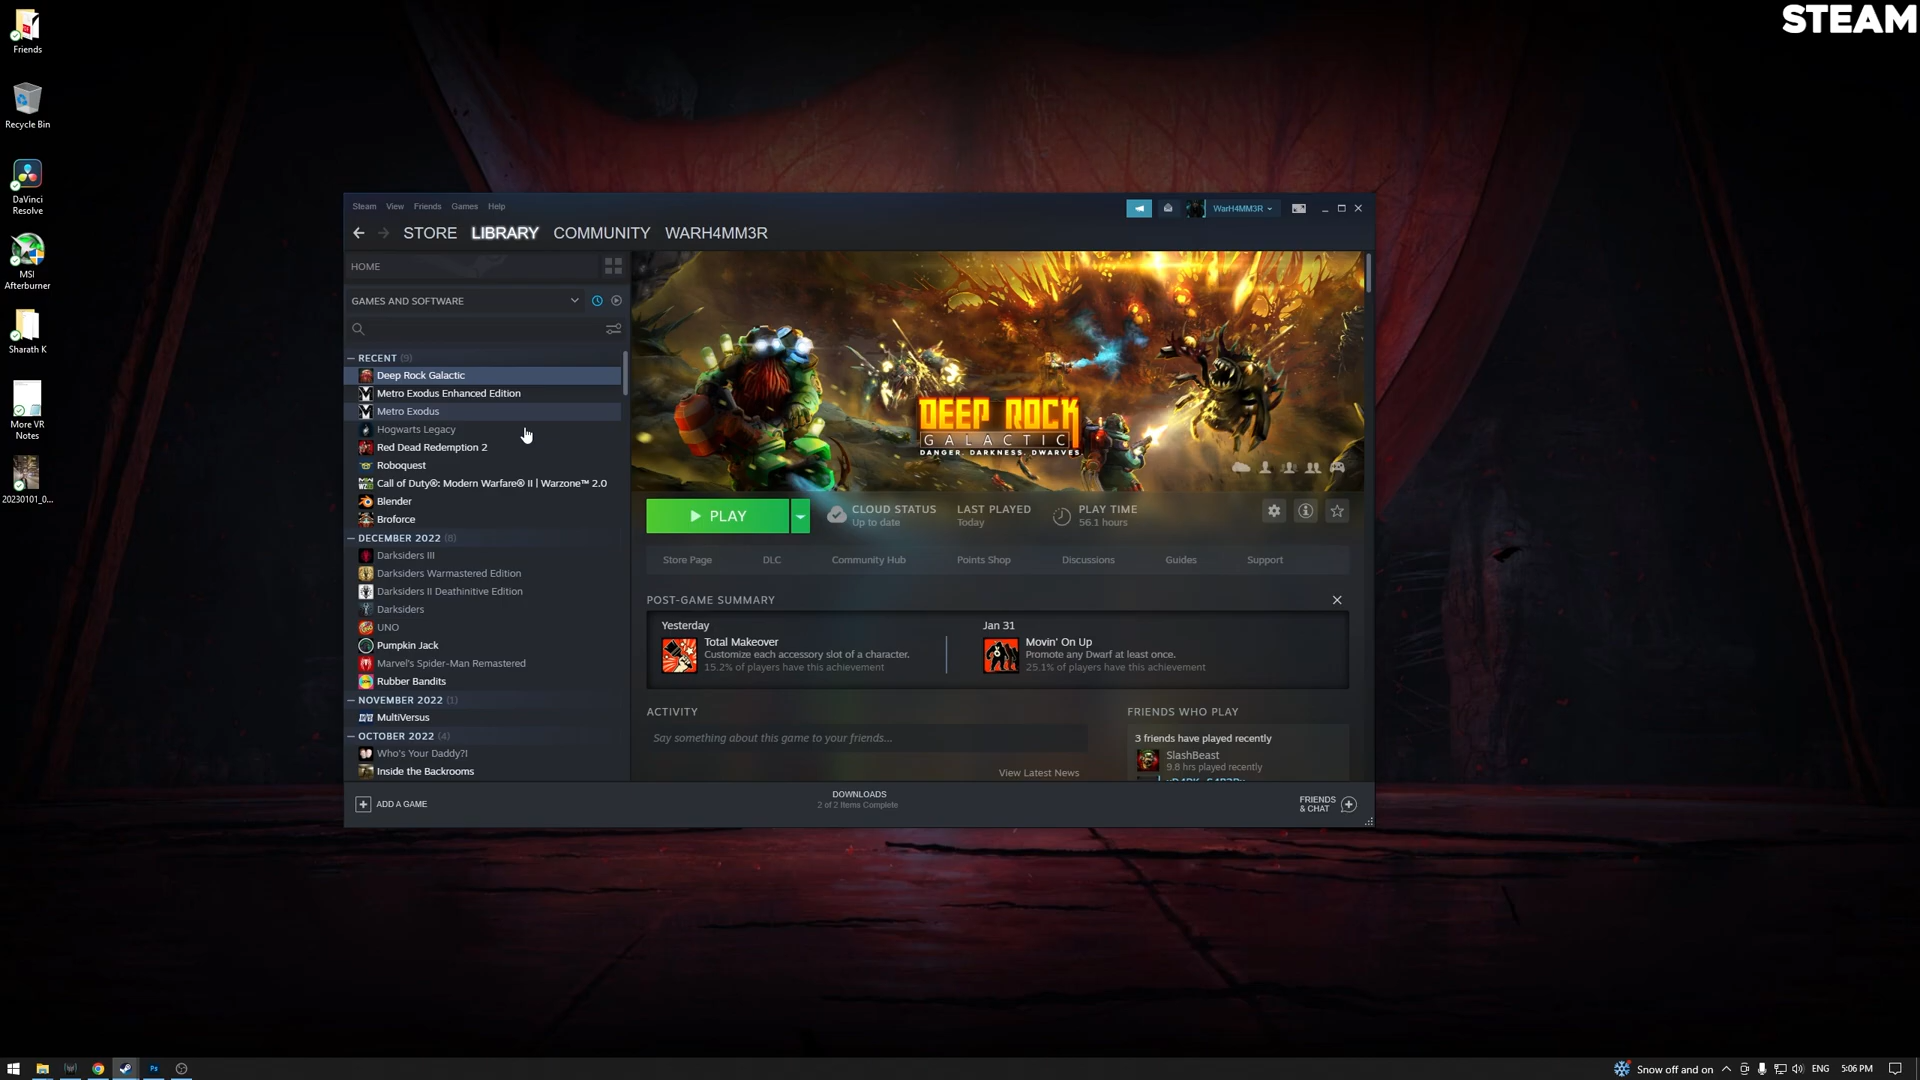 STEAM
Friends
Recycle Bin
DaVinci
Resolve
MSI
Afterburner
Sharath K
More VR
Notes
20230101_0...
Steam View Friends Games Help
WarH4MM3R
STORE LIBRARY COMMUNITY WARH4MM3R
HOME
GAMES AND SOFTWARE
RECENT (9)
Deep Rock Galactic
Metro Exodus Enhanced Edition
Metro Exodus
Hogwarts Legacy
Red Dead Redemption 2
Roboquest
Call of Duty®: Modern Warfare® II | Warzone™ 2.0
Blender
Broforce
DECEMBER 2022 (8)
Darksiders III
Darksiders Warmastered Edition
Darksiders II Deathinitive Edition
Darksiders
UNO
Pumpkin Jack
Marvel's Spider-Man Remastered
Rubber Bandits
NOVEMBER 2022 (1)
MultiVersus
OCTOBER 2022 (4)
Who's Your Daddy?!
Inside the Backrooms
DEEP ROCK
GALACTIC
DANGER. DARKNESS. DWARVES.
PLAY
CLOUD STATUS
Up to date
LAST PLAYED
Today
PLAY TIME
56.1 hours
Store Page DLC Community Hub Points Shop Discussions Guides Support
POST-GAME SUMMARY
Yesterday
Total Makeover
Customize each accessory slot of a character.
15.2% of players have this achievement
Jan 31
Movin' On Up
Promote any Dwarf at least once.
25.1% of players have this achievement
ACTIVITY
Say something about this game to your friends...
View Latest News
FRIENDS WHO PLAY
3 friends have played recently
SlashBeast
9.8 hrs played recently
ADD A GAME
DOWNLOADS
2 of 2 Items Complete
FRIENDS
& CHAT
Ps
Snow off and on
ENG
5:06 PM